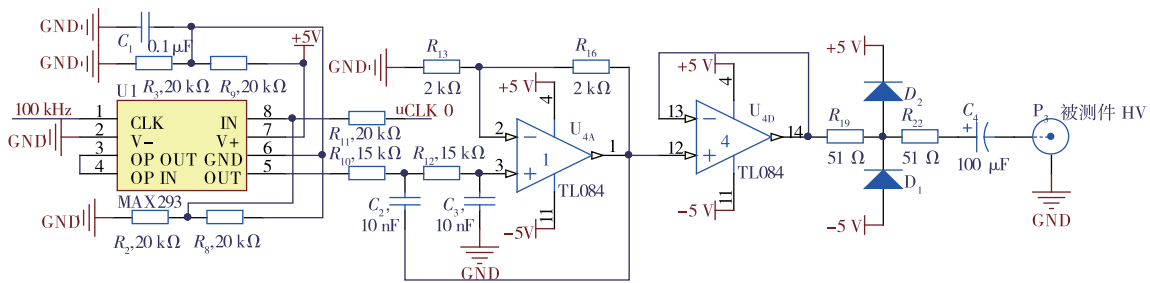 GND
C₁
0.1 μF
+5V
GND
R₃,20 kΩ
R₉,20 kΩ
U1
100 kHz
1
CLK
IN
8
uCLK 0
GND
2
V−
V+
7
R₁₁,20 kΩ
3
OP OUT
GND
6
4
OP IN
OUT
5
MAX293
R₁₀,15 kΩ
R₁₂,15 kΩ
GND
R₂,20 kΩ
R₈,20 kΩ
C₂,
10 nF
C₃,
10 nF
GND
GND
R₁₃
2 kΩ
R₁₆
2 kΩ
+5 V
4
U₄A
2
1
1
3
TL084
11
−5V
13
+5 V
4
U₄D
4
14
12
TL084
11
−5 V
+5 V
D₂
R₁₉
51 Ω
R₂₂
51 Ω
D₁
−5 V
C₄
+
100 μF
P₃
被测件 HV
GND